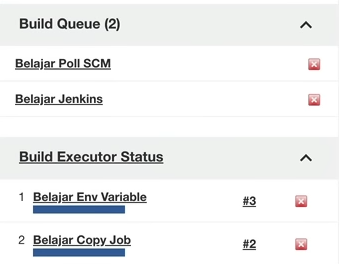 Build Queue (2)
Belajar Poll SCM
Belajar Jenkins
Build Executor Status
1 Belajar Env Variable #3
2 Belajar Copy Job #2